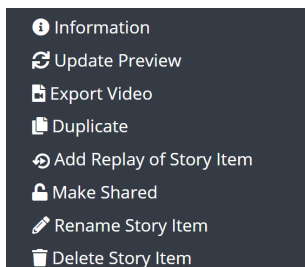 Information
Update Preview
Export Video
Duplicate
Add Replay of Story Item
Make Shared
Rename Story Item
Delete Story Item